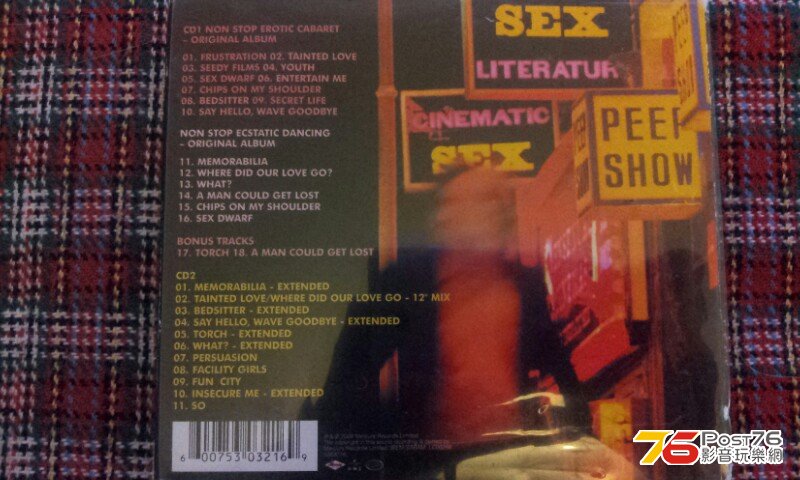 CD1 NON STOP EROTIC CABARET
- ORIGINAL ALBUM
01. FRUSTRATION 02. TAINTED LOVE
03. SEEDY FILMS 04. YOUTH
05. SEX DWARF 06. ENTERTAIN ME
07. CHIPS ON MY SHOULDER
08. BEDSITTER 09. SECRET LIFE
10. SAY HELLO, WAVE GOODBYE
NON STOP ECSTATIC DANCING
- ORIGINAL ALBUM
11. MEMORABILIA
12. WHERE DID OUR LOVE GO?
13. WHAT?
14. A MAN COULD GET LOST
15. CHIPS ON MY SHOULDER
16. SEX DWARF
BONUS TRACKS
17. TORCH 18. A MAN COULD GET LOST
CD2
01. MEMORABILIA - EXTENDED
02. TAINTED LOVE/WHERE DID OUR LOVE GO - 12" MIX
03. BEDSITTER - EXTENDED
04. SAY HELLO, WAVE GOODBYE - EXTENDED
05. TORCH - EXTENDED
06. WHAT? - EXTENDED
07. PERSUASION
08. FACILITY GIRLS
09. FUN CITY
10. INSECURE ME - EXTENDED
11. SO
6 00753 03216 9
SEX
LITERATUR
CINEMATIC
SEX
PEEP
SHOW
PEEP
SHOW
76 Post76
影音玩樂網